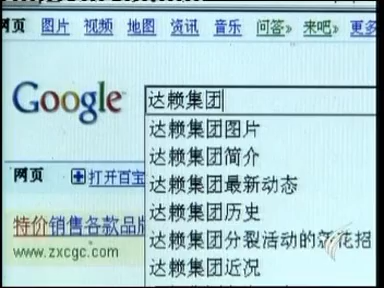 网页 图片 视频 地图 资讯 音乐 问答» 来吧» 更多
Google 达赖集团
达赖集团图片
达赖集团简介
网页 打开百宝
达赖集团最新动态
达赖集团历史
特价销售各款品牌
达赖集团分裂活动的新花招
www.zxcgc.com
达赖集团近况